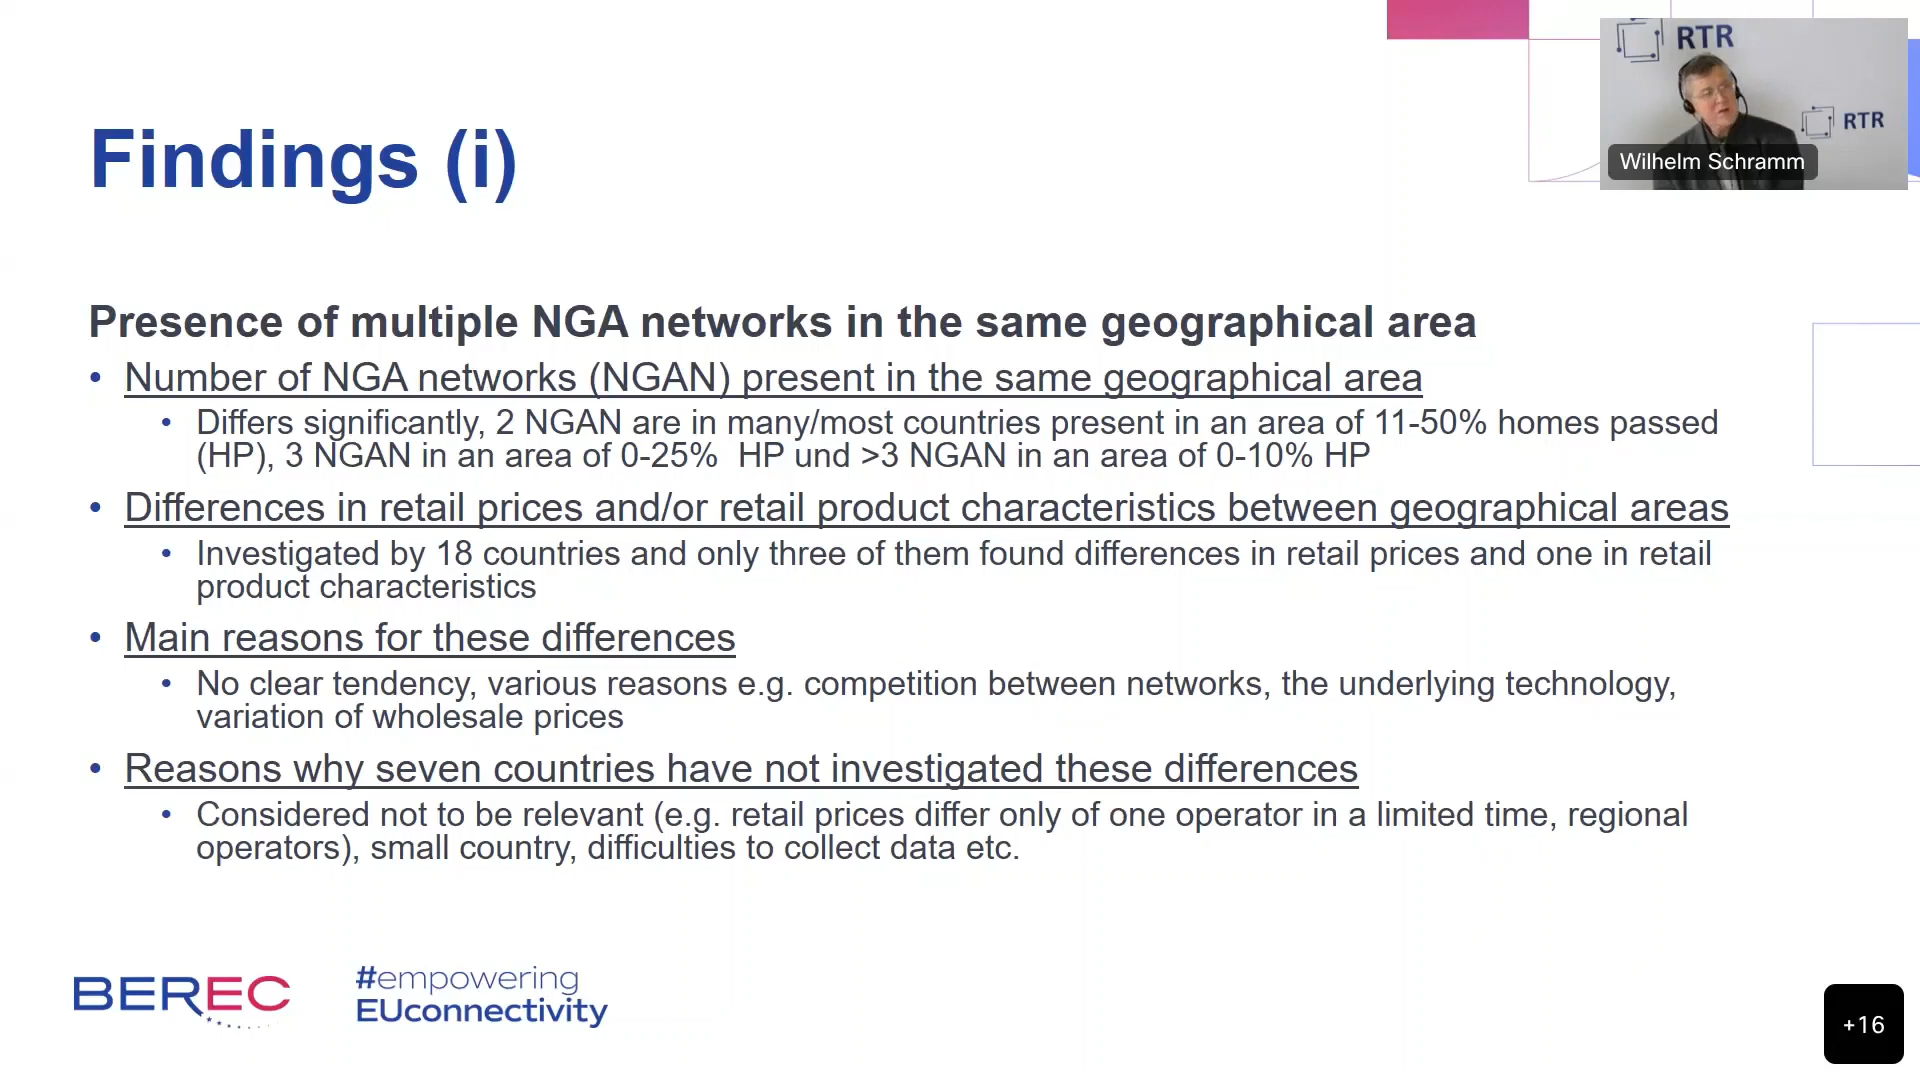 RTR
RTR
Wilhelm Schramm
Findings (i)
Presence of multiple NGA networks in the same geographical area
• Number of NGA networks (NGAN) present in the same geographical area
• Differs significantly, 2 NGAN are in many/most countries present in an area of 11-50% homes passed
(HP), 3 NGAN in an area of 0-25% HP und >3 NGAN in an area of 0-10% HP
• Differences in retail prices and/or retail product characteristics between geographical areas
• Investigated by 18 countries and only three of them found differences in retail prices and one in retail
product characteristics
• Main reasons for these differences
• No clear tendency, various reasons e.g. competition between networks, the underlying technology,
variation of wholesale prices
• Reasons why seven countries have not investigated these differences
• Considered not to be relevant (e.g. retail prices differ only of one operator in a limited time, regional
operators), small country, difficulties to collect data etc.
BEREC
#empowering
EUconnectivity
+16